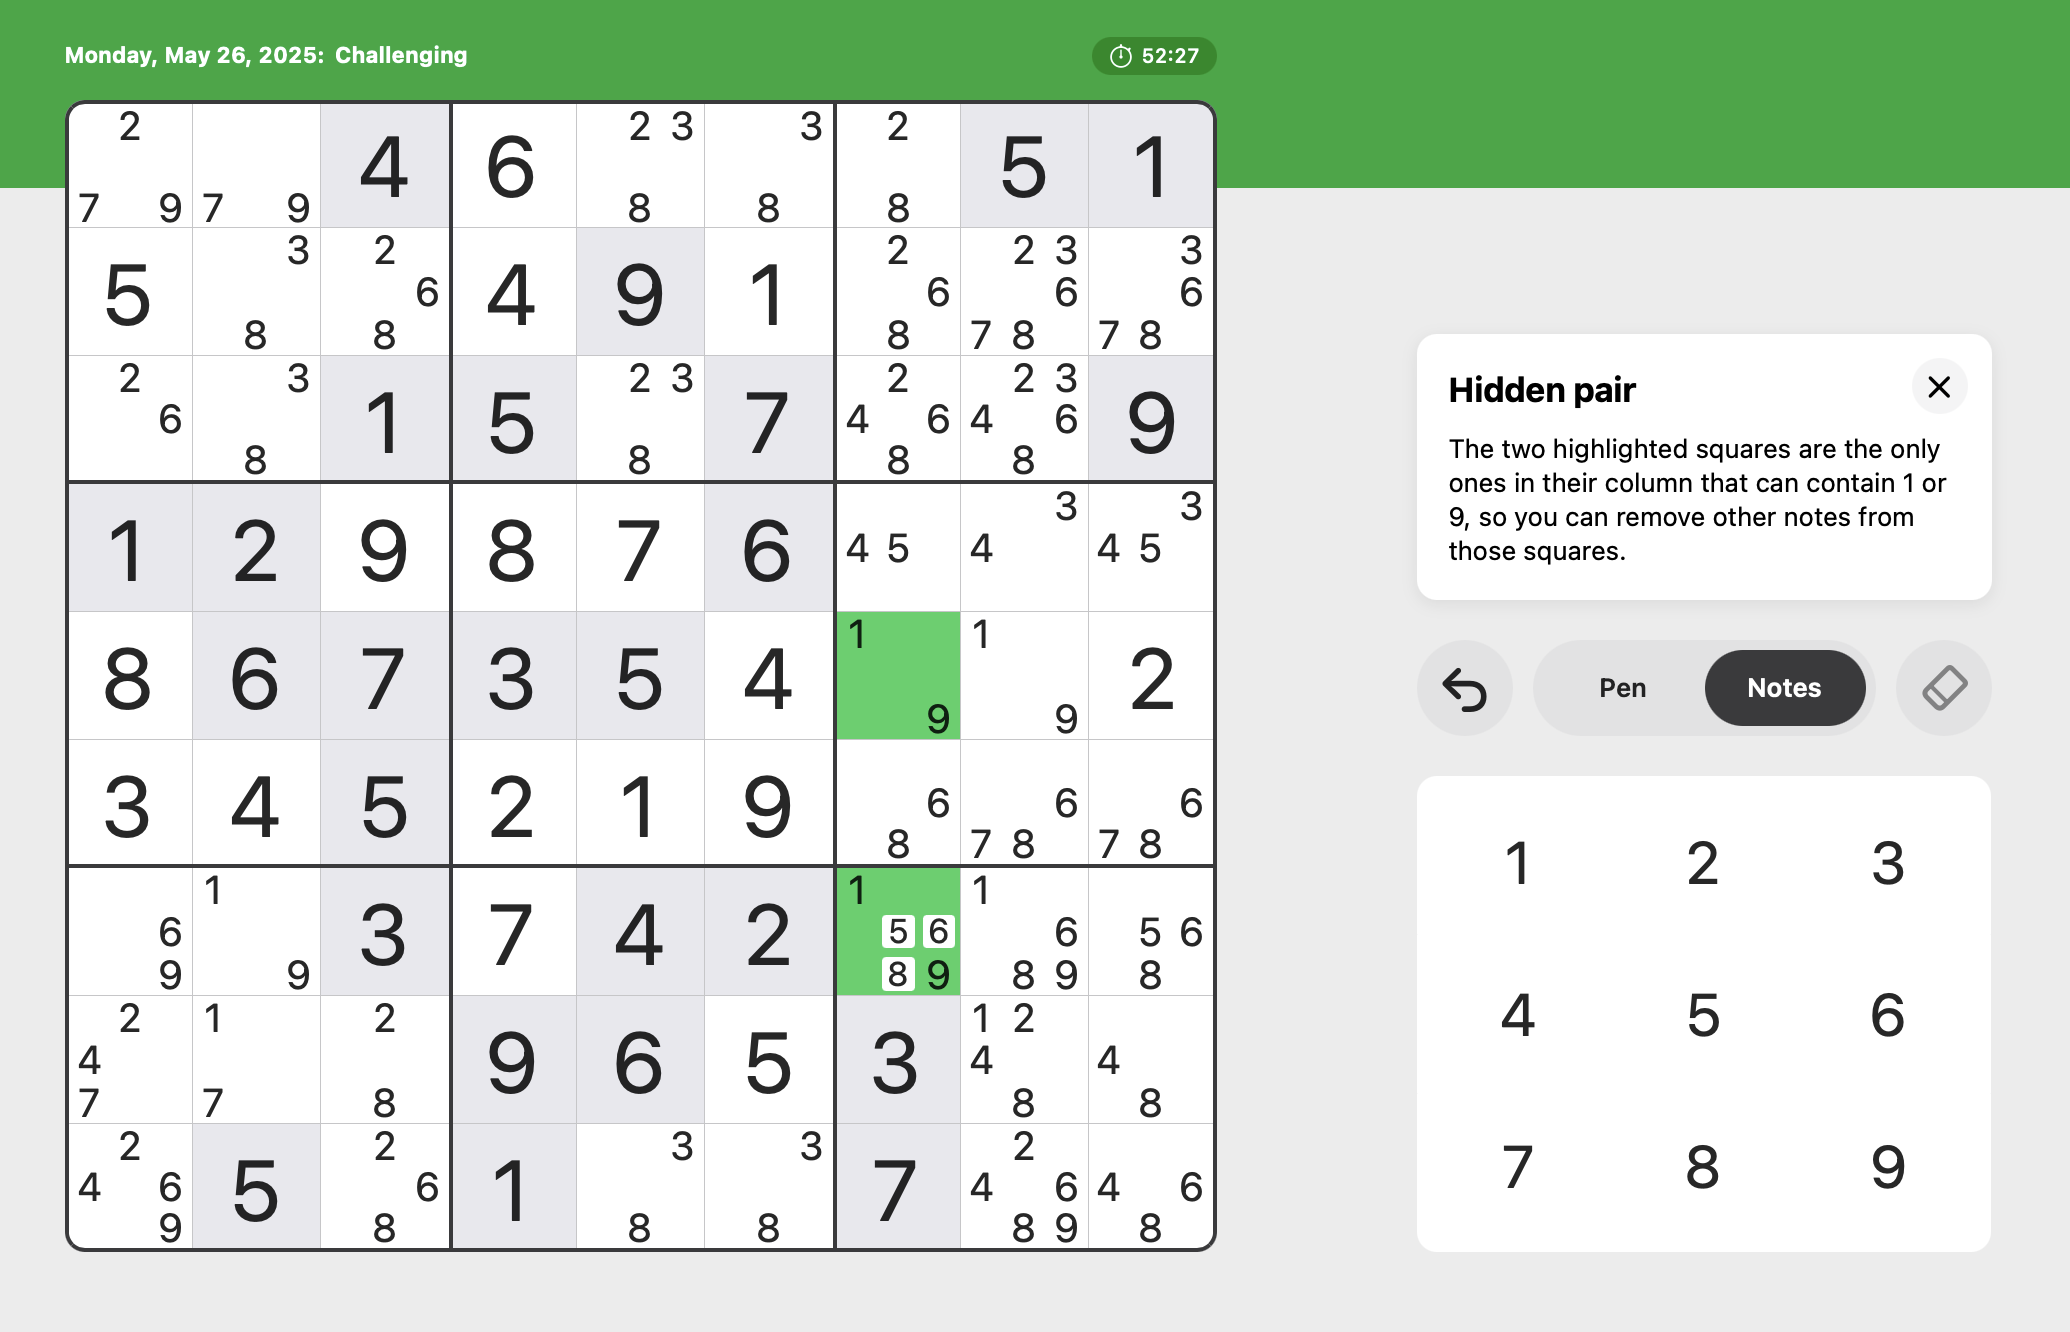 Monday, May 26, 2025: Challenging
52:27
2 2 3 3 2
4 6 5 1
7 9 7 9 8 8 8
3 2 2 2 3 3
5 6 4 9 1 6 6 6
8 8 8 7 8 7 8
2 3 2 3 2 2 3
6 1 5 7 4 6 4 6 9
8 8 8 8
3 3
1 2 9 8 7 6 4 5 4 4 5
1 1
8 6 7 3 5 4 2
9 9
3 4 5 2 1 9 6 6 6
8 7 8 7 8
1 1 1
6 3 7 4 2 5 6 6 5 6
9 9 8 9 8 9 8
2 1 2 1 2
4 9 6 5 3 4 4
7 7 8 8 8
2 2 3 3 2
4 6 5 6 1 7 4 6 4 6
9 8 8 8 8 9 8
Hidden pair
The two highlighted squares are the only
ones in their column that can contain 1 or
9, so you can remove other notes from
those squares.
Pen Notes
1 2 3
4 5 6
7 8 9